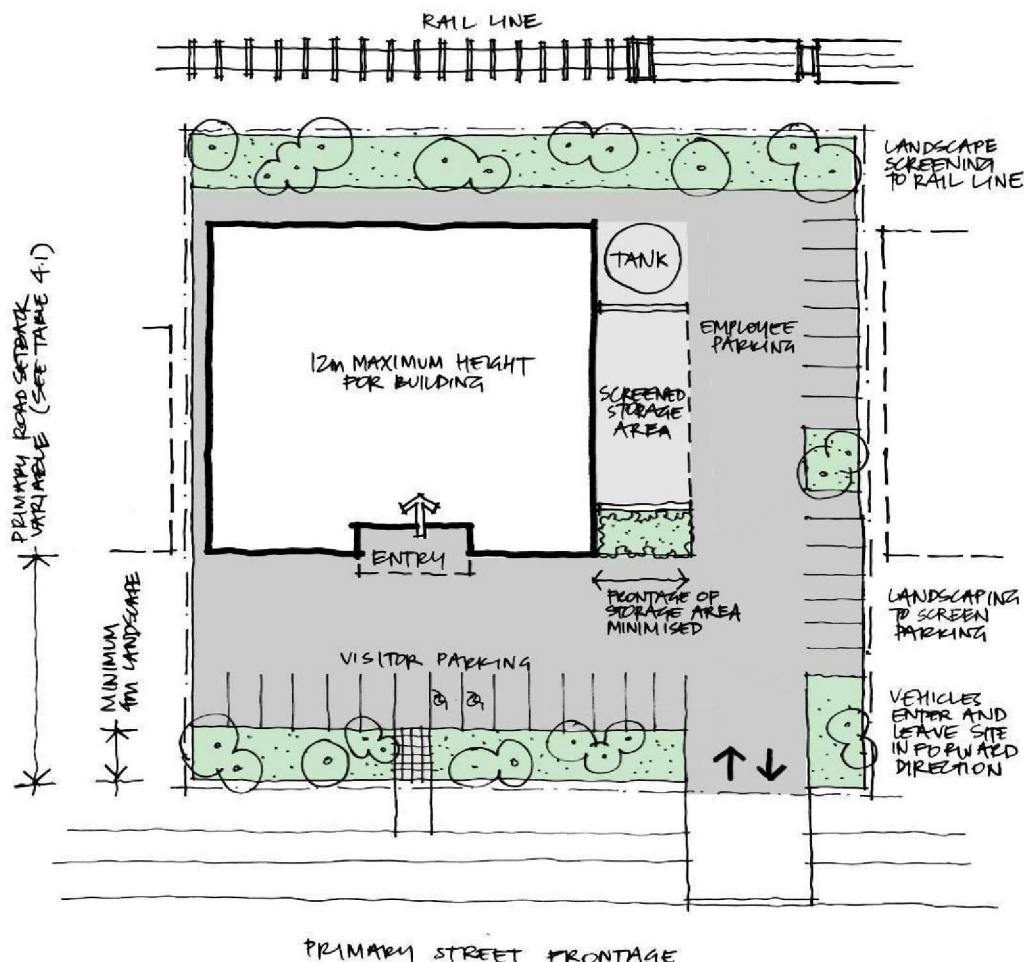 RAIL LINE
LANDSCAPE
SCREENING
TO RAIL LINE
TANK
EMPLOYEE
PARKING
12m MAXIMUM HEIGHT
FOR BUILDING
SCREENED
STORAGE
AREA
PRIMARY ROAD SETBACK
VARIABLE (SEE TABLE 4.1)
ENTRY
FRONTAGE OF
STORAGE AREA
MINIMISED
LANDSCAPING
TO SCREEN
PARKING
MINIMUM
4m LANDSCAPE
VISITOR PARKING
VEHICLES
ENTER AND
LEAVE SITE
IN FORWARD
DIRECTION
PRIMARY STREET FRONTAGE